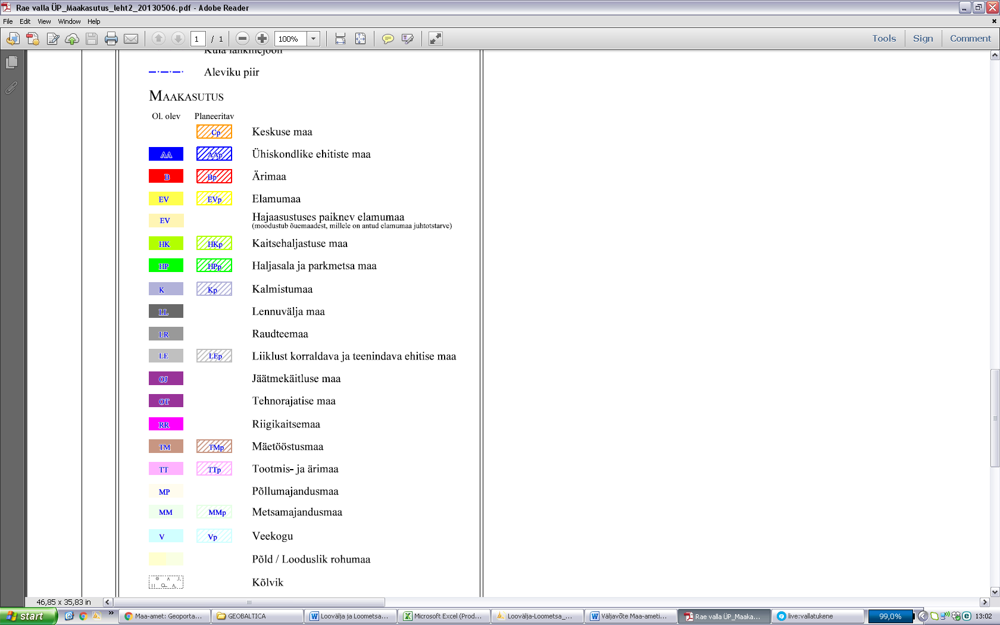 Rae valla ÜP_Maakasutus_leht2_20130506.pdf - Adobe Reader
File Edit View Window Help
1 / 1 100% Tools Sign Comment
Küla lahkmejoon
Aleviku piir
MAAKASUTUS
Ol. olev Planeeritav
Cp Keskuse maa
AA AAp Ühiskondlike ehitiste maa
B Bp Ärimaa
EV EVp Elamumaa
EV Hajaasustuses paiknev elamumaa
(moodustub õuemaadest, millele on antud elamumaa juhtotstarve)
HK HKp Kaitsehaljastuse maa
HP HPp Haljasala ja parkmetsa maa
K Kp Kalmistumaa
LL Lennuvälja maa
LR Raudteemaa
LE LEp Liiklust korraldava ja teenindava ehitise maa
OJ Jäätmekäitluse maa
OT Tehnorajatise maa
RR Riigikaitsemaa
TM TMp Mäetööstusmaa
TT TTp Tootmis- ja ärimaa
MP Põllumajandusmaa
MM MMp Metsamajandusmaa
V Vp Veekogu
Põld / Looduslik rohumaa
Kõlvik
46,85 x 35,83 in
start Maa-amet: Geoporta... GEOBALTICA Loovälja ja Loometsa... Microsoft Excel (Prod... Loovälja-Loometsa_... Väljavõte Maa-ameti... Rae valla ÜP_Maaka... live:vallatukene 99,0% 13:02